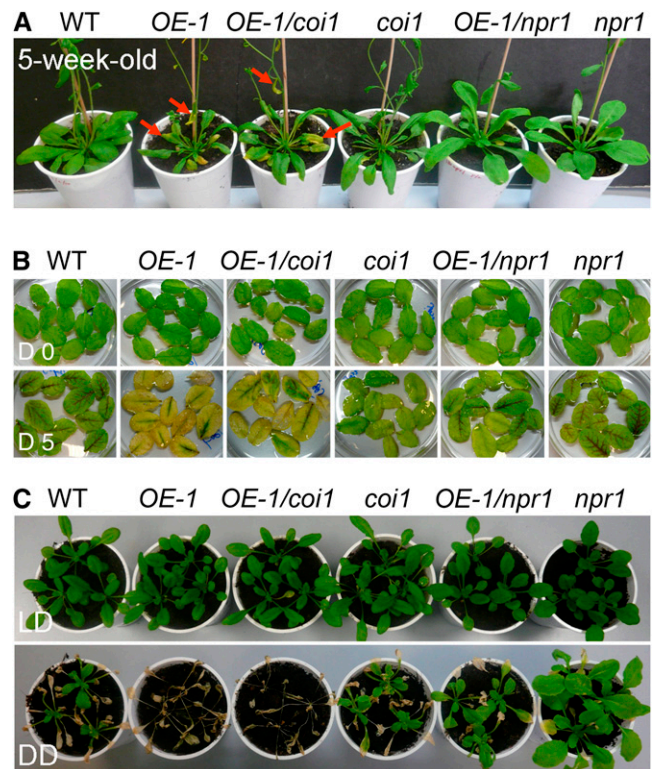 A WT OE-1 OE-1/coi1 coi1 OE-1/npr1 npr1
5-week-old
B WT OE-1 OE-1/coi1 coi1 OE-1/npr1 npr1
D 0
D 5
C WT OE-1 OE-1/coi1 coi1 OE-1/npr1 npr1
LD
DD